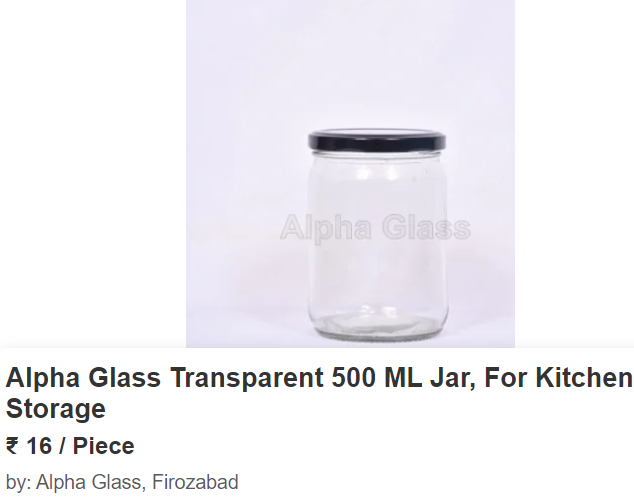 Alpha Glass
Alpha Glass Transparent 500 ML Jar, For Kitchen
Storage
₹ 16 / Piece
by: Alpha Glass, Firozabad